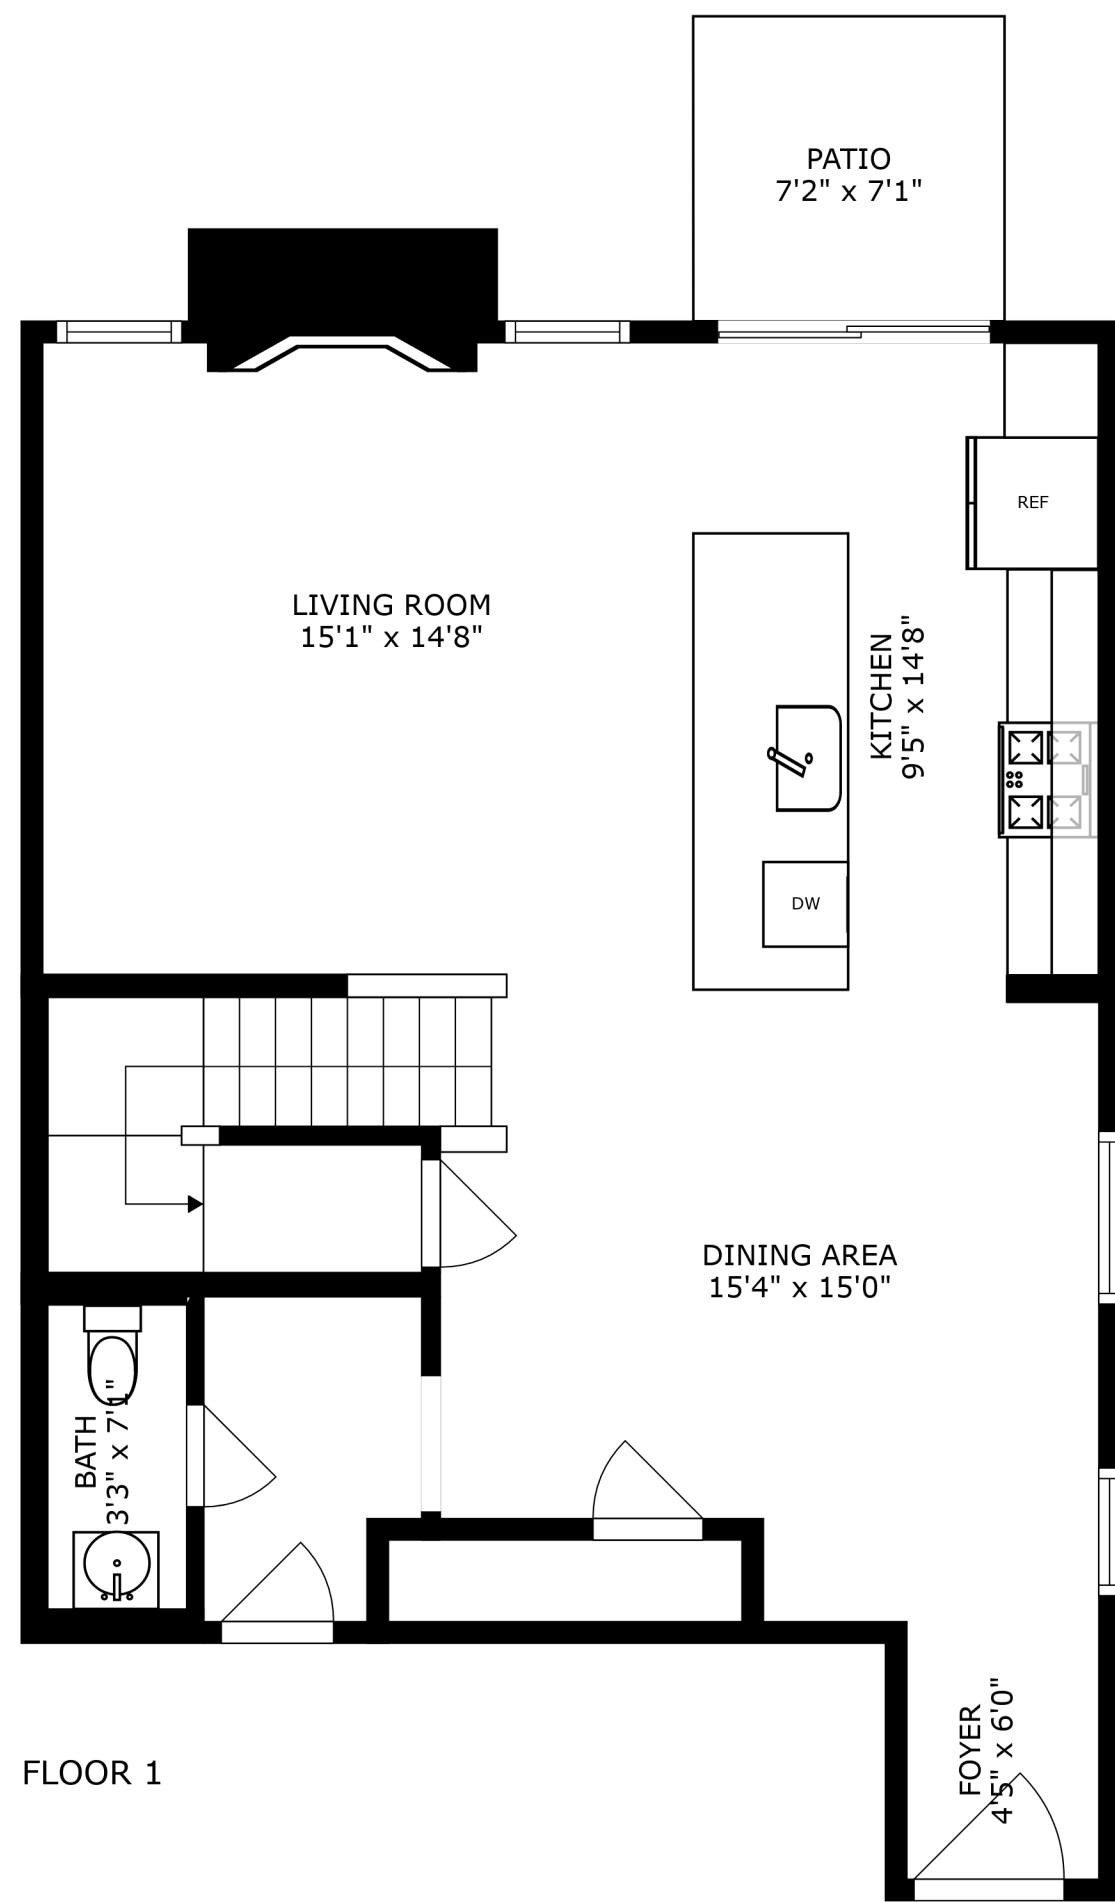 PATIO
7'2" x 7'1"
REF
LIVING ROOM
15'1" x 14'8"
KITCHEN
9'5" x 14'8"
DW
DINING AREA
15'4" x 15'0"
BATH
3'3" x 7'1"
FOYER
4'5" x 6'0"
FLOOR 1